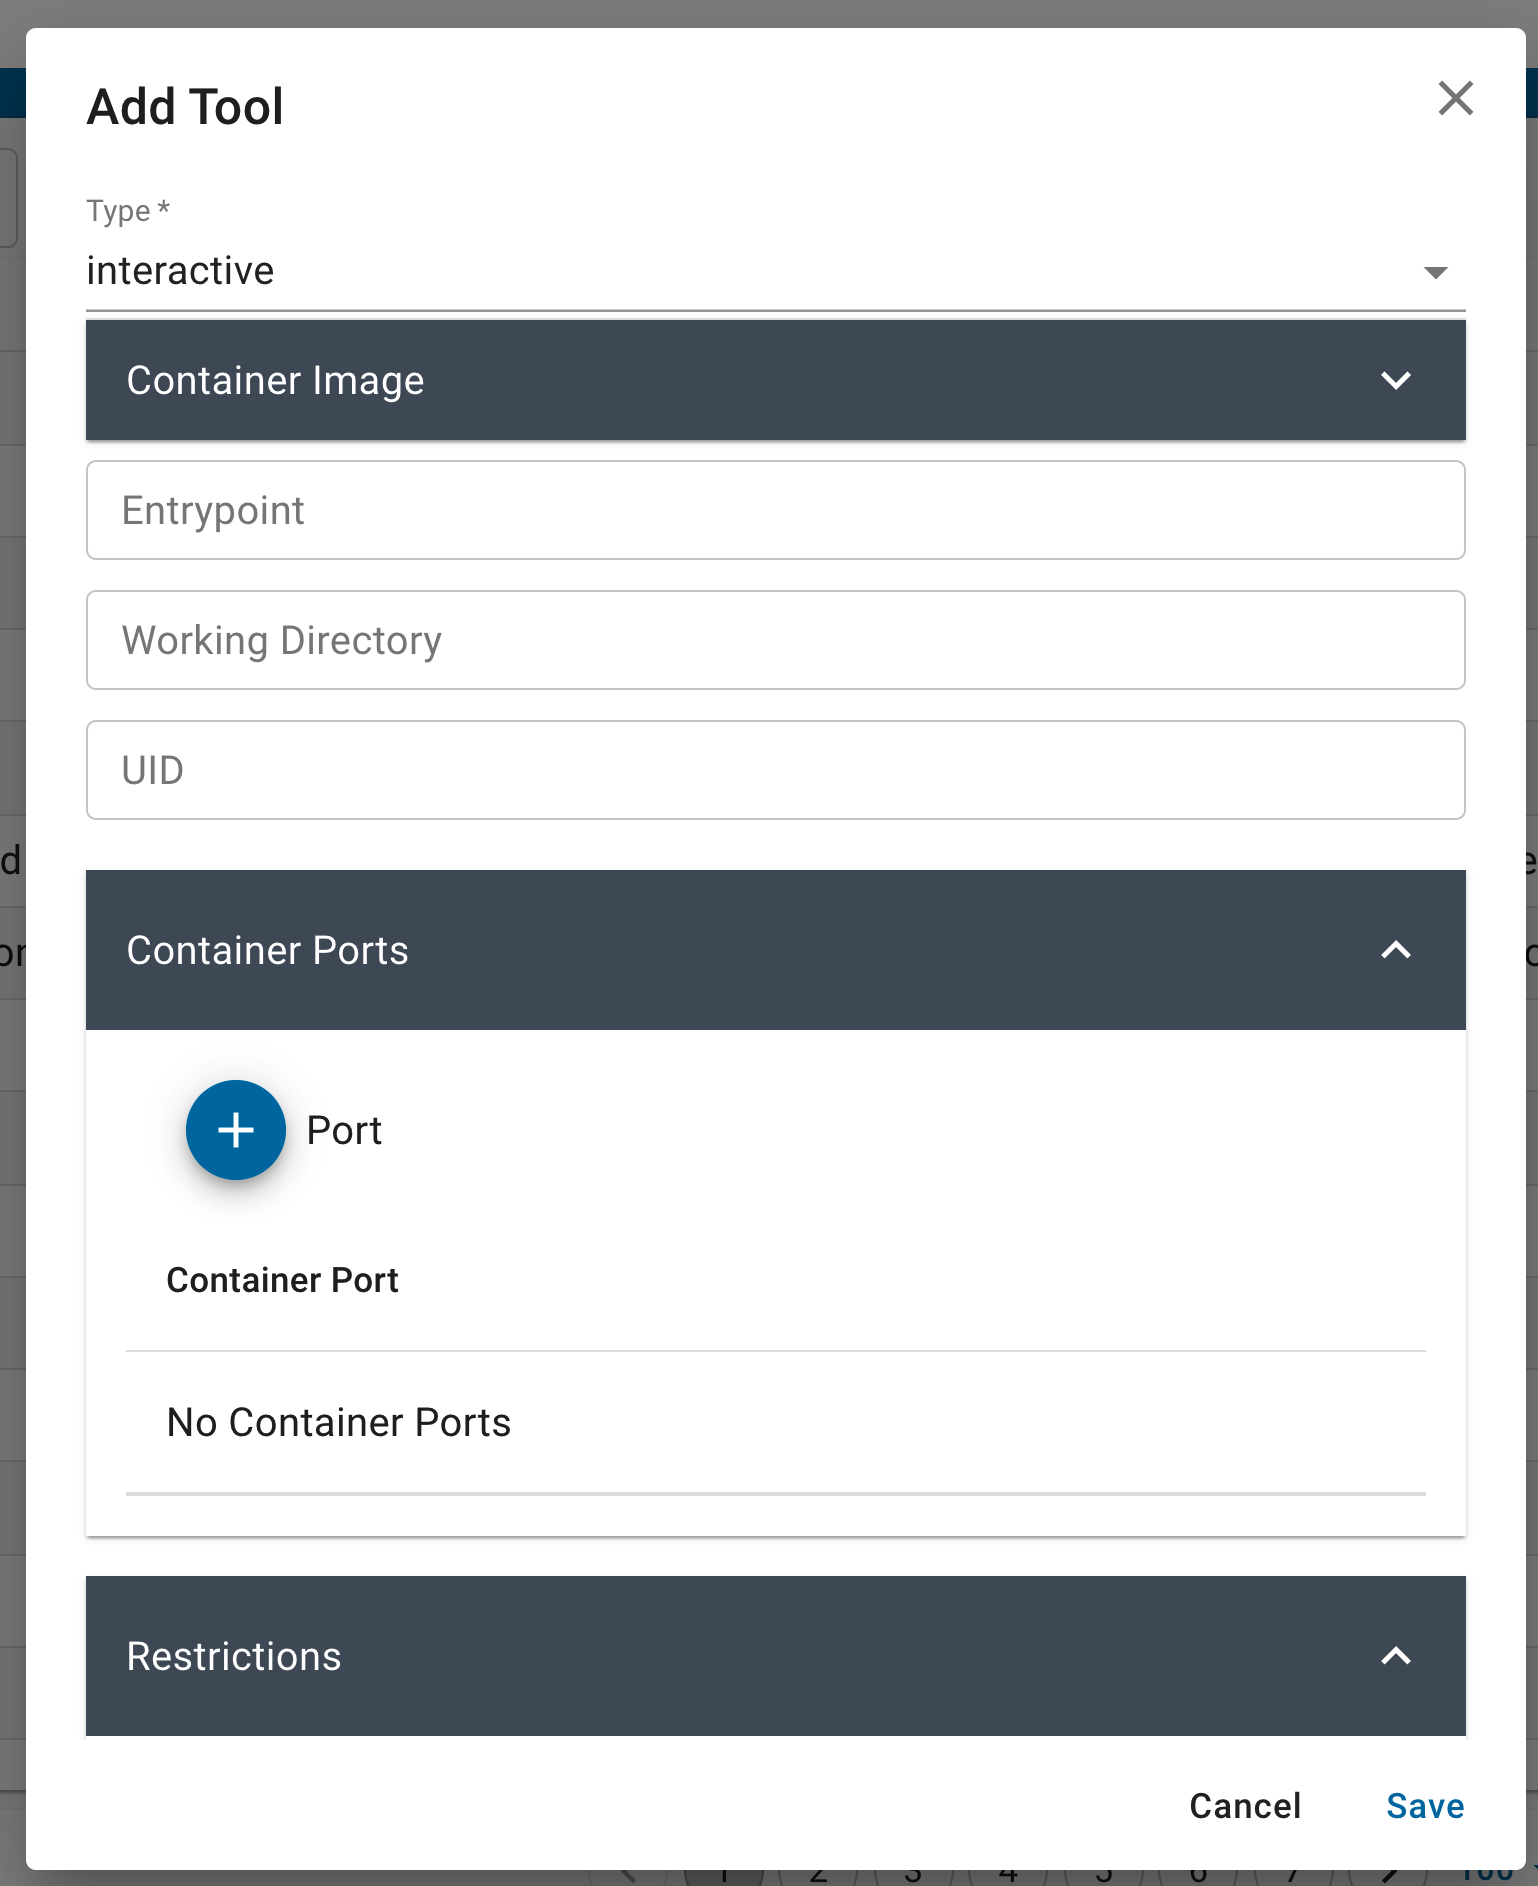 Add Tool
Type *
interactive
Container Image
Entrypoint
Working Directory
UID
Container Ports
Port
Container Port
No Container Ports
Restrictions
Cancel
Save